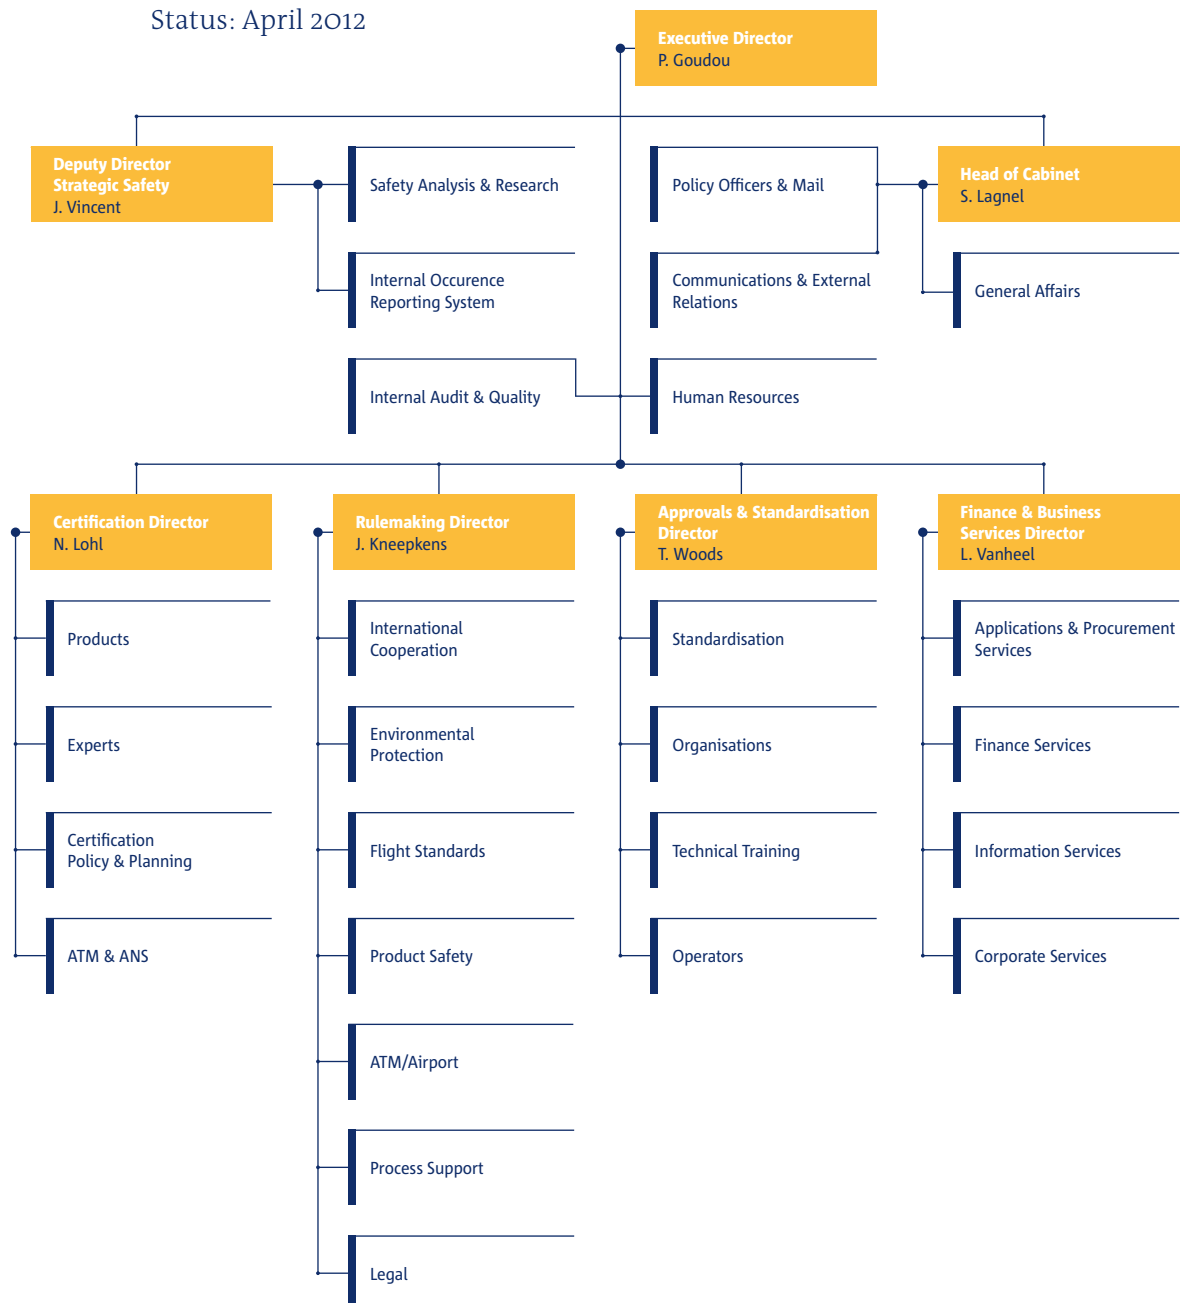 Status: April 2012
Executive Director
P. Goudou
Deputy Director
Strategic Safety
J. Vincent
Safety Analysis & Research
Policy Officers & Mail
Head of Cabinet
S. Lagnel
Internal Occurence
Reporting System
Communications & External
Relations
General Affairs
Internal Audit & Quality
Human Resources
Certification Director
N. Lohl
Products
Experts
Certification
Policy & Planning
ATM & ANS
Rulemaking Director
J. Kneepkens
International
Cooperation
Environmental
Protection
Flight Standards
Product Safety
ATM/Airport
Process Support
Legal
Approvals & Standardisation
Director
T. Woods
Standardisation
Organisations
Technical Training
Operators
Finance & Business
Services Director
L. Vanheel
Applications & Procurement
Services
Finance Services
Information Services
Corporate Services